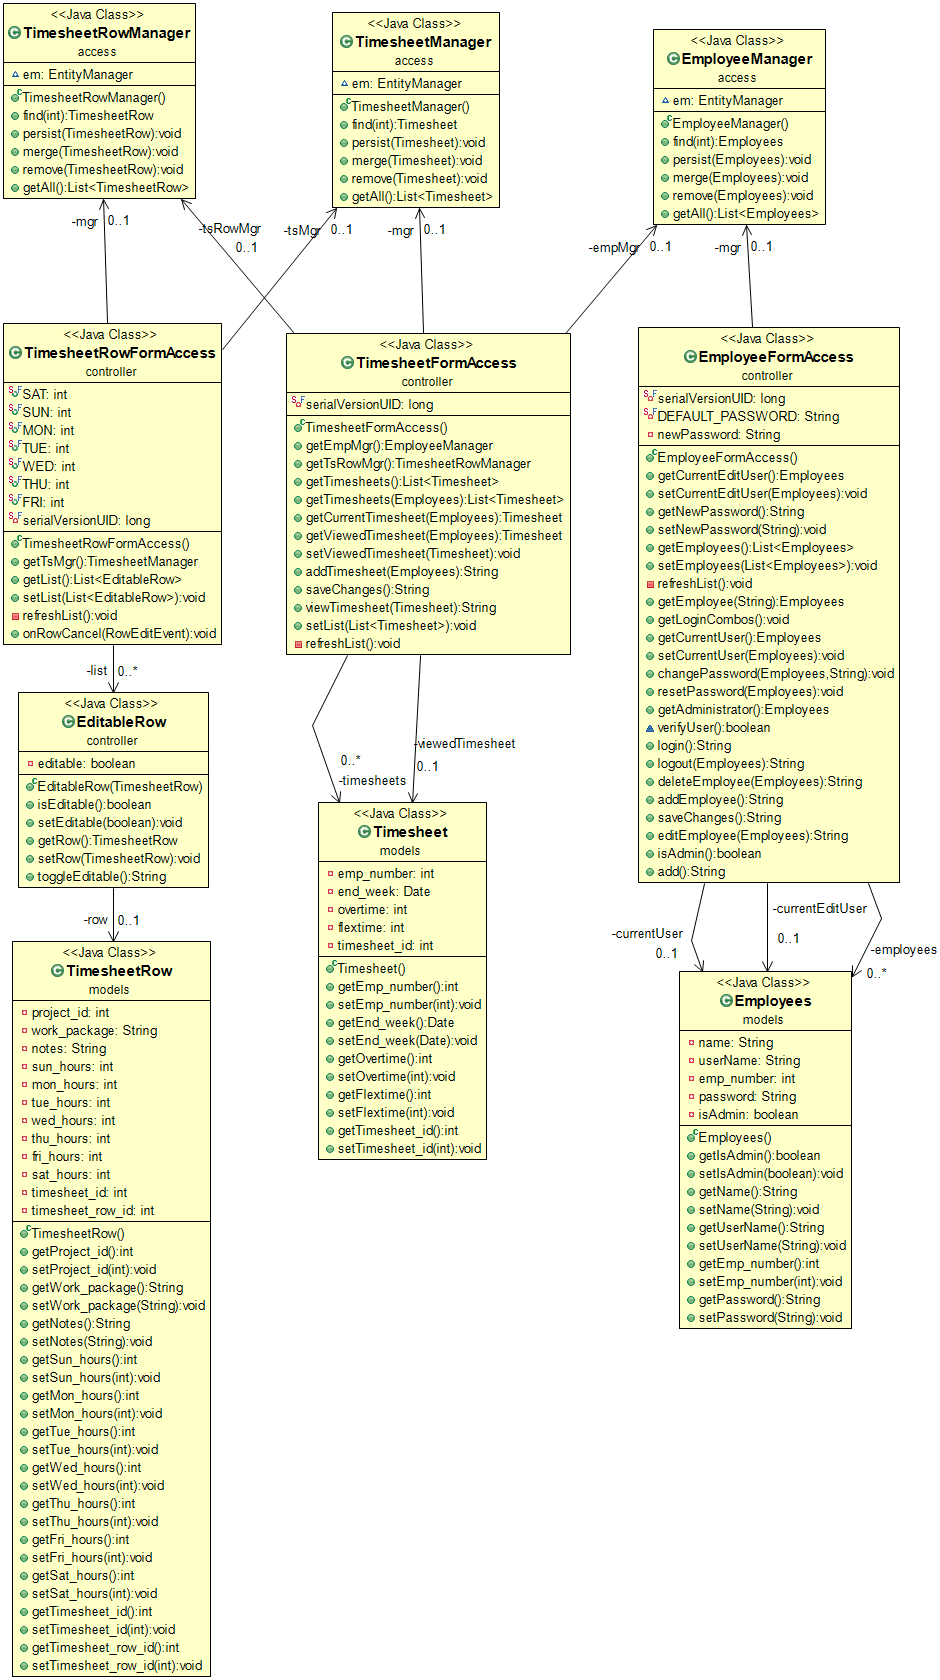 <<Java Class>>
TimesheetRowManager
access
em: EntityManager
TimesheetRowManager()
find(int):TimesheetRow
persist(TimesheetRow):void
merge(TimesheetRow):void
remove(TimesheetRow):void
getAll():List<TimesheetRow>
<<Java Class>>
TimesheetManager
access
em: EntityManager
TimesheetManager()
find(int):Timesheet
persist(Timesheet):void
merge(Timesheet):void
remove(Timesheet):void
getAll():List<Timesheet>
<<Java Class>>
EmployeeManager
access
em: EntityManager
EmployeeManager()
find(int):Employees
persist(Employees):void
merge(Employees):void
remove(Employees):void
getAll():List<Employees>
-mgr 0..1
-tsRowMgr
0..1
-tsMgr 0..1
-mgr 0..1
-empMgr 0..1
-mgr 0..1
<<Java Class>>
TimesheetRowFormAccess
controller
SAT: int
SUN: int
MON: int
TUE: int
WED: int
THU: int
FRI: int
serialVersionUID: long
TimesheetRowFormAccess()
getTsMgr():TimesheetManager
getList():List<EditableRow>
setList(List<EditableRow>):void
refreshList():void
onRowCancel(RowEditEvent):void
<<Java Class>>
TimesheetFormAccess
controller
serialVersionUID: long
TimesheetFormAccess()
getEmpMgr():EmployeeManager
getTsRowMgr():TimesheetRowManager
getTimesheets():List<Timesheet>
getTimesheets(Employees):List<Timesheet>
getCurrentTimesheet(Employees):Timesheet
getViewedTimesheet(Employees):Timesheet
setViewedTimesheet(Timesheet):void
addTimesheet(Employees):String
saveChanges():String
viewTimesheet(Timesheet):String
setList(List<Timesheet>):void
refreshList():void
<<Java Class>>
EmployeeFormAccess
controller
serialVersionUID: long
DEFAULT_PASSWORD: String
newPassword: String
EmployeeFormAccess()
getCurrentEditUser():Employees
setCurrentEditUser(Employees):void
getNewPassword():String
setNewPassword(String):void
getEmployees():List<Employees>
setEmployees(List<Employees>):void
refreshList():void
getEmployee(String):Employees
getLoginCombos():void
getCurrentUser():Employees
setCurrentUser(Employees):void
changePassword(Employees,String):void
resetPassword(Employees):void
getAdministrator():Employees
verifyUser():boolean
login():String
logout(Employees):String
deleteEmployee(Employees):String
addEmployee():String
saveChanges():String
editEmployee(Employees):String
isAdmin():boolean
add():String
-list 0..*
<<Java Class>>
EditableRow
controller
editable: boolean
EditableRow(TimesheetRow)
isEditable():boolean
setEditable(boolean):void
getRow():TimesheetRow
setRow(TimesheetRow):void
toggleEditable():String
0..*
-timesheets
-viewedTimesheet
0..1
<<Java Class>>
Timesheet
models
emp_number: int
end_week: Date
overtime: int
flextime: int
timesheet_id: int
Timesheet()
getEmp_number():int
setEmp_number(int):void
getEnd_week():Date
setEnd_week(Date):void
getOvertime():int
setOvertime(int):void
getFlextime():int
setFlextime(int):void
getTimesheet_id():int
setTimesheet_id(int):void
-row 0..1
<<Java Class>>
TimesheetRow
models
project_id: int
work_package: String
notes: String
sun_hours: int
mon_hours: int
tue_hours: int
wed_hours: int
thu_hours: int
fri_hours: int
sat_hours: int
timesheet_id: int
timesheet_row_id: int
TimesheetRow()
getProject_id():int
setProject_id(int):void
getWork_package():String
setWork_package(String):void
getNotes():String
setNotes(String):void
getSun_hours():int
setSun_hours(int):void
getMon_hours():int
setMon_hours(int):void
getTue_hours():int
setTue_hours(int):void
getWed_hours():int
setWed_hours(int):void
getThu_hours():int
setThu_hours(int):void
getFri_hours():int
setFri_hours(int):void
getSat_hours():int
setSat_hours(int):void
getTimesheet_id():int
setTimesheet_id(int):void
getTimesheet_row_id():int
setTimesheet_row_id(int):void
-currentUser
0..1
-currentEditUser
0..1
-employees
0..*
<<Java Class>>
Employees
models
name: String
userName: String
emp_number: int
password: String
isAdmin: boolean
Employees()
getIsAdmin():boolean
setIsAdmin(boolean):void
getName():String
setName(String):void
getUserName():String
setUserName(String):void
getEmp_number():int
setEmp_number(int):void
getPassword():String
setPassword(String):void